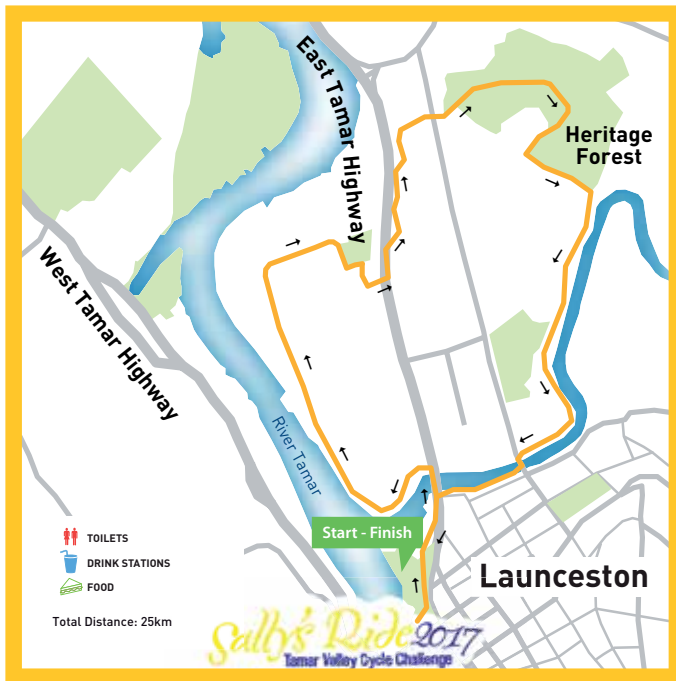 East Tamar Highway
Heritage
Forest
West Tamar Highway
River Tamar
Start - Finish
TOILETS
DRINK STATIONS
FOOD
Launceston
Total Distance: 25km
Sally's Ride 2017
Tamar Valley Cycle Challenge